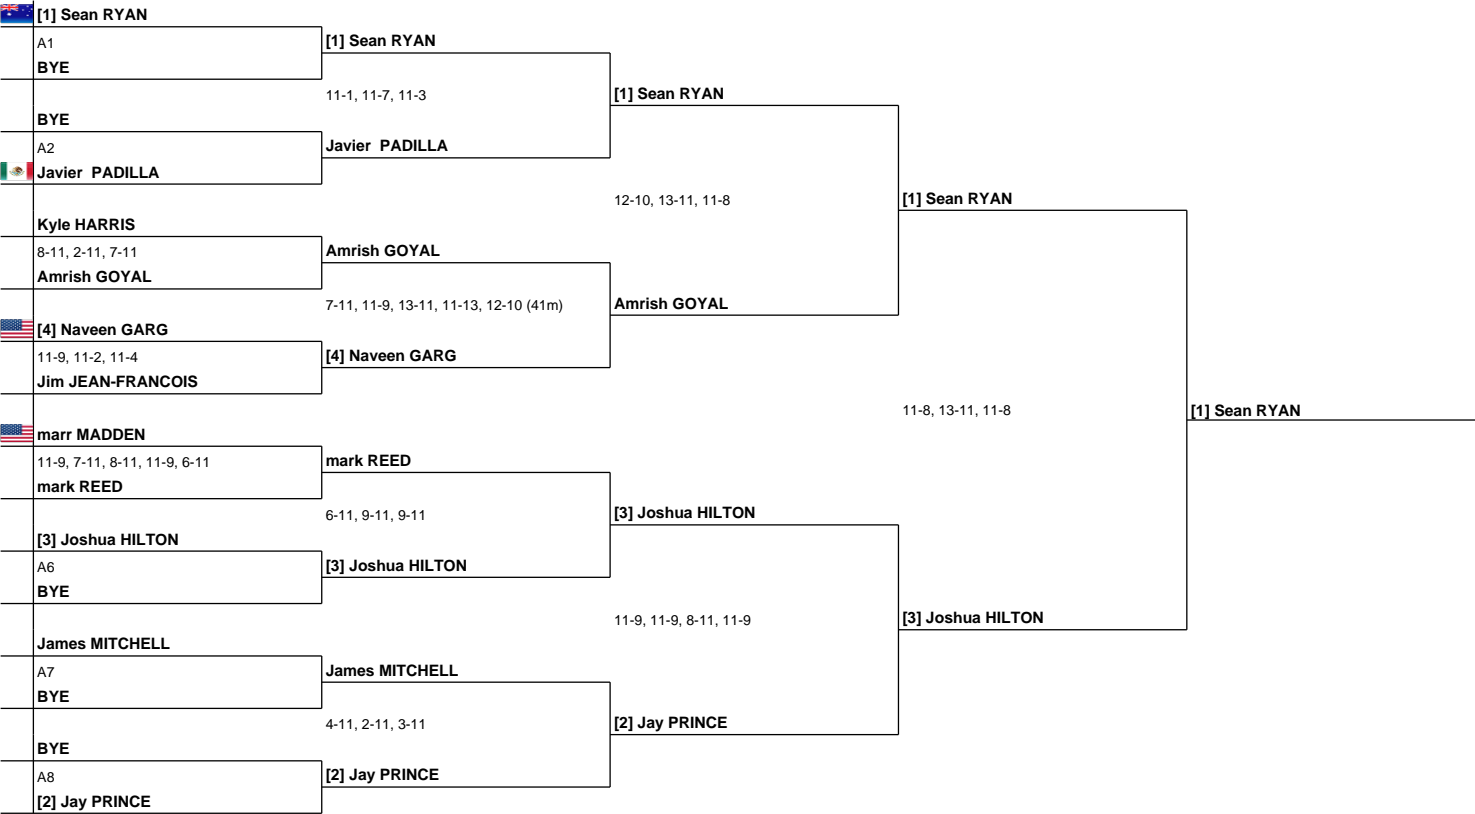 [1] Sean RYAN
A1
BYE
BYE
A2
Javier  PADILLA
Kyle HARRIS
8-11, 2-11, 7-11
Amrish GOYAL
[4] Naveen GARG
11-9, 11-2, 11-4
Jim JEAN-FRANCOIS
marr MADDEN
11-9, 7-11, 8-11, 11-9, 6-11
mark REED
[3] Joshua HILTON
A6
BYE
James MITCHELL
A7
BYE
BYE
A8
[2] Jay PRINCE
[1] Sean RYAN
11-1, 11-7, 11-3
Javier  PADILLA
Amrish GOYAL
7-11, 11-9, 13-11, 11-13, 12-10 (41m)
[4] Naveen GARG
mark REED
6-11, 9-11, 9-11
[3] Joshua HILTON
James MITCHELL
4-11, 2-11, 3-11
[2] Jay PRINCE
[1] Sean RYAN
12-10, 13-11, 11-8
Amrish GOYAL
[3] Joshua HILTON
11-9, 11-9, 8-11, 11-9
[2] Jay PRINCE
[1] Sean RYAN
11-8, 13-11, 11-8
[3] Joshua HILTON
[1] Sean RYAN